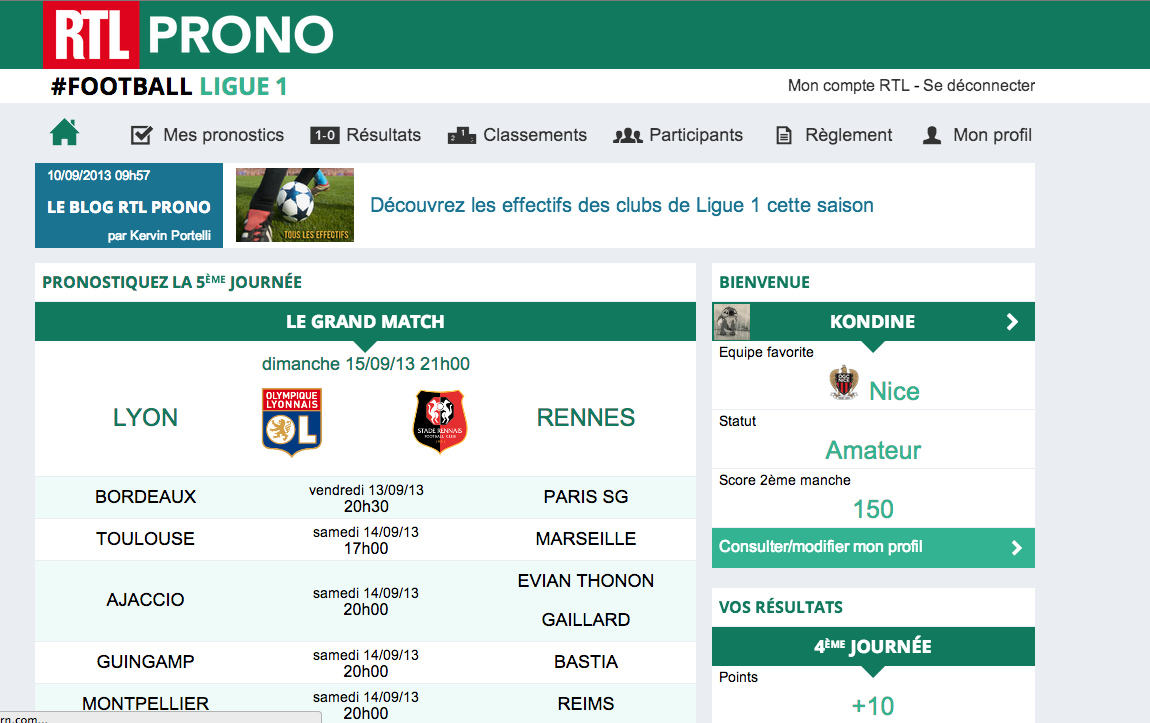 RTL PRONO
#FOOTBALL LIGUE 1
Mon compte RTL - Se déconnecter
Mes pronostics
1-0 Résultats
2 1 3 Classements
Participants
Règlement
Mon profil
10/09/2013 09h57
LE BLOG RTL PRONO
par Kervin Portelli
TOUS LES EFFECTIFS
Découvrez les effectifs des clubs de Ligue 1 cette saison
PRONOSTIQUEZ LA 5ÈME JOURNÉE
LE GRAND MATCH
dimanche 15/09/13 21h00
LYON
OLYMPIQUE
LYONNAIS
OL
STADE RENNAIS
FOOTBALL CLUB
RENNES
BORDEAUX
vendredi 13/09/13
20h30
PARIS SG
TOULOUSE
samedi 14/09/13
17h00
MARSEILLE
AJACCIO
samedi 14/09/13
20h00
EVIAN THONON
GAILLARD
GUINGAMP
samedi 14/09/13
20h00
BASTIA
MONTPELLIER
samedi 14/09/13
20h00
REIMS
rn.com...
BIENVENUE
KONDINE
Equipe favorite
OGC
NICE
Nice
Statut
Amateur
Score 2ème manche
150
Consulter/modifier mon profil
VOS RÉSULTATS
4ÈME JOURNÉE
Points
+10